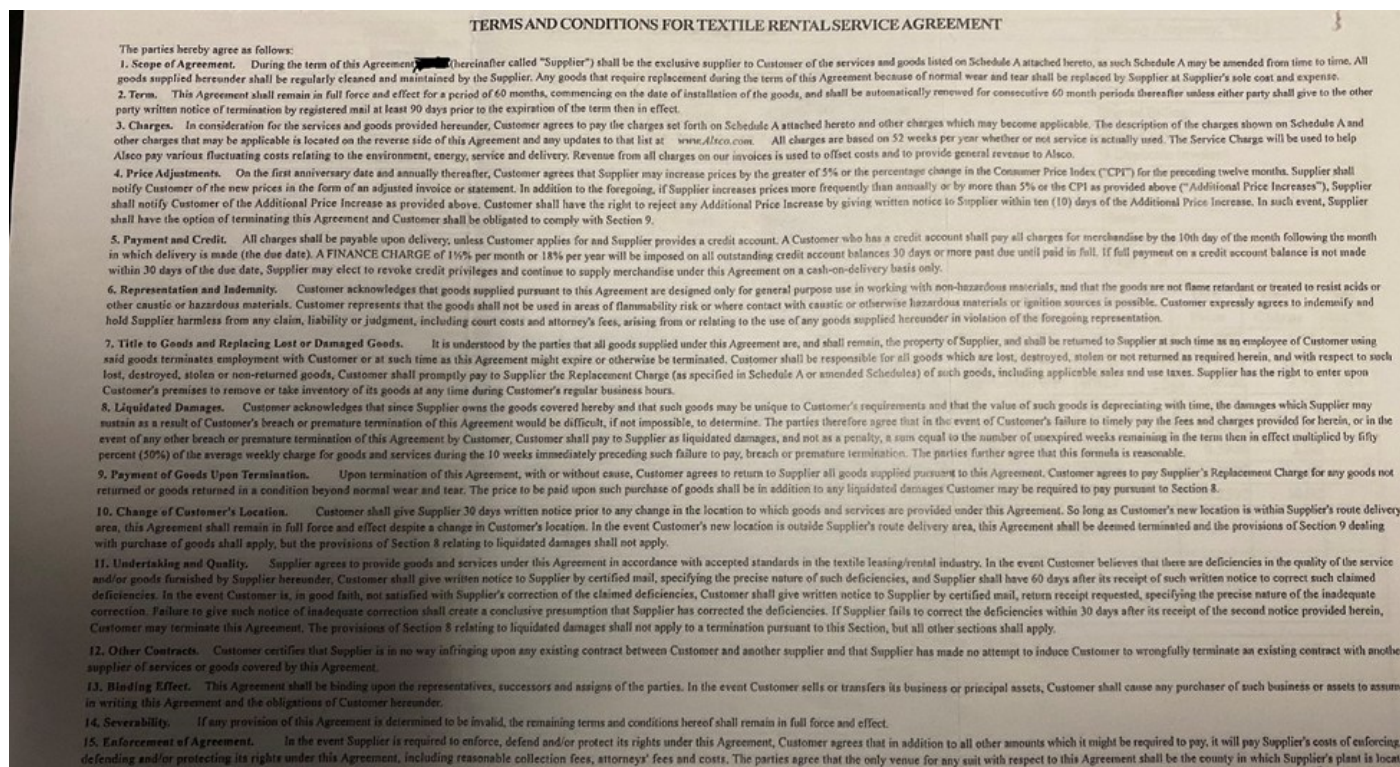 TERMS AND CONDITIONS FOR TEXTILE RENTAL SERVICE AGREEMENT
The parties hereby agree as follows:
1. Scope of Agreement. During the term of this Agreement (hereinafter called "Supplier") shall be the exclusive supplier to Customer of the services and goods listed on Schedule A attached hereto, as such Schedule A may be amended from time to time. All
goods supplied hereunder shall be regularly cleaned and maintained by the Supplier. Any goods that require replacement during the term of this Agreement because of normal wear and tear shall be replaced by Supplier at Supplier's sole cost and expense.
2. Term. This Agreement shall remain in full force and effect for a period of 60 months, commencing on the date of installation of the goods, and shall be automatically renewed for consecutive 60 month periods thereafter unless either party shall give to the other
party written notice of termination by registered mail at least 90 days prior to the expiration of the term then in effect.
3. Charges. In consideration for the services and goods provided hereunder, Customer agrees to pay the charges set forth on Schedule A attached hereto and other charges which may become applicable. The description of the charges shown on Schedule A and
other charges that may be applicable is located on the reverse side of this Agreement and any updates to that list at www.Alsco.com. All charges are based on 52 weeks per year whether or not service is actually used. The Service Charge will be used to help
Alsco pay various fluctuating costs relating to the environment, energy, service and delivery. Revenue from all charges on our invoices is used to offset costs and to provide general revenue to Alsco.
4. Price Adjustments. On the first anniversary date and annually thereafter, Customer agrees that Supplier may increase prices by the greater of 5% or the percentage change in the Consumer Price Index ("CPI") for the preceding twelve months. Supplier shall
notify Customer of the new prices in the form of an adjusted invoice or statement. In addition to the foregoing, if Supplier increases prices more frequently than annually or by more than 5% or the CPI as provided above ("Additional Price Increases"), Supplier
shall notify Customer of the Additional Price Increase as provided above. Customer shall have the right to reject any Additional Price Increase by giving written notice to Supplier within ten (10) days of the Additional Price Increase. In such event, Supplier
shall have the option of terminating this Agreement and Customer shall be obligated to comply with Section 9.
5. Payment and Credit. All charges shall be payable upon delivery, unless Customer applies for and Supplier provides a credit account. A Customer who has a credit account shall pay all charges for merchandise by the 10th day of the month following the month
in which delivery is made (the due date). A FINANCE CHARGE of 1½% per month or 18% per year will be imposed on all outstanding credit account balances 30 days or more past due until paid in full. If full payment on a credit account balance is not made
within 30 days of the due date, Supplier may elect to revoke credit privileges and continue to supply merchandise under this Agreement on a cash-on-delivery basis only.
6. Representation and Indemnity. Customer acknowledges that goods supplied pursuant to this Agreement are designed only for general purpose use in working with non-hazardous materials, and that the goods are not flame retardant or treated to resist acids or
other caustic or hazardous materials. Customer represents that the goods shall not be used in areas of flammability risk or where contact with caustic or otherwise hazardous materials or ignition sources is possible. Customer expressly agrees to indemnify and
hold Supplier harmless from any claim, liability or judgment, including court costs and attorney's fees, arising from or relating to the use of any goods supplied hereunder in violation of the foregoing representation.
7. Title to Goods and Replacing Lost or Damaged Goods. It is understood by the parties that all goods supplied under this Agreement are, and shall remain, the property of Supplier, and shall be returned to Supplier at such time as an employee of Customer using
said goods terminates employment with Customer or at such time as this Agreement might expire or otherwise be terminated. Customer shall be responsible for all goods which are lost, destroyed, stolen or not returned as required herein, and with respect to such
lost, destroyed, stolen or non-returned goods, Customer shall promptly pay to Supplier the Replacement Charge (as specified in Schedule A or amended Schedules) of such goods, including applicable sales and use taxes. Supplier has the right to enter upon
Customer's premises to remove or take inventory of its goods at any time during Customer's regular business hours.
8. Liquidated Damages. Customer acknowledges that since Supplier owns the goods covered hereby and that such goods may be unique to Customer's requirements and that the value of such goods is depreciating with time, the damages which Supplier may
sustain as a result of Customer's breach or premature termination of this Agreement would be difficult, if not impossible, to determine. The parties therefore agree that in the event of Customer's failure to timely pay the fees and charges provided for herein, or in the
event of any other breach or premature termination of this Agreement by Customer, Customer shall pay to Supplier as liquidated damages, and not as a penalty, a sum equal to the number of unexpired weeks remaining in the term then in effect multiplied by fifty
percent (50%) of the average weekly charge for goods and services during the 10 weeks immediately preceding such failure to pay, breach or premature termination. The parties further agree that this formula is reasonable.
9. Payment of Goods Upon Termination. Upon termination of this Agreement, with or without cause, Customer agrees to return to Supplier all goods supplied pursuant to this Agreement. Customer agrees to pay Supplier's Replacement Charge for any goods not
returned or goods returned in a condition beyond normal wear and tear. The price to be paid upon such purchase of goods shall be in addition to any liquidated damages Customer may be required to pay pursuant to Section 8.
10. Change of Customer's Location. Customer shall give Supplier 30 days written notice prior to any change in the location to which goods and services are provided under this Agreement. So long as Customer's new location is within Supplier's route delivery
area, this Agreement shall remain in full force and effect despite a change in Customer's location. In the event Customer's new location is outside Supplier's route delivery area, this Agreement shall be deemed terminated and the provisions of Section 9 dealing
with purchase of goods shall apply, but the provisions of Section 8 relating to liquidated damages shall not apply.
11. Undertaking and Quality. Supplier agrees to provide goods and services under this Agreement in accordance with accepted standards in the textile leasing/rental industry. In the event Customer believes that there are deficiencies in the quality of the service
and/or goods furnished by Supplier hereunder, Customer shall give written notice to Supplier by certified mail, specifying the precise nature of such deficiencies, and Supplier shall have 60 days after its receipt of such written notice to correct such claimed
deficiencies. In the event Customer is, in good faith, not satisfied with Supplier's correction of the claimed deficiencies, Customer shall give written notice to Supplier by certified mail, return receipt requested, specifying the precise nature of the inadequate
correction. Failure to give such notice of inadequate correction shall create a conclusive presumption that Supplier has corrected the deficiencies. If Supplier fails to correct the deficiencies within 30 days after its receipt of the second notice provided herein,
Customer may terminate this Agreement. The provisions of Section 8 relating to liquidated damages shall not apply to a termination pursuant to this Section, but all other sections shall apply.
12. Other Contracts. Customer certifies that Supplier is in no way infringing upon any existing contract between Customer and another supplier and that Supplier has made no attempt to induce Customer to wrongfully terminate an existing contract with anothe
supplier of services or goods covered by this Agreement.
13. Binding Effect. This Agreement shall be binding upon the representatives, successors and assigns of the parties. In the event Customer sells or transfers its business or principal assets, Customer shall cause any purchaser of such business or assets to assum
in writing this Agreement and the obligations of Customer hereunder.
14. Severability. If any provision of this Agreement is determined to be invalid, the remaining terms and conditions hereof shall remain in full force and effect.
15. Enforcement of Agreement. In the event Supplier is required to enforce, defend and/or protect its rights under this Agreement, Customer agrees that in addition to all other amounts which it might be required to pay, it will pay Supplier's costs of enforcing,
defending and/or protecting its rights under this Agreement, including reasonable collection fees, attorneys' fees and costs. The parties agree that the only venue for any suit with respect to this Agreement shall be the county in which Supplier's plant is locat